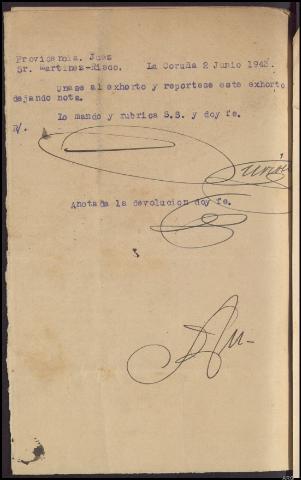 Providencia. Juez
Sr. Martinez-Risco. La Coruña 2 Junio 1942.
Unase al exhorto y reportese este exhorto
dejando nota.
Lo mando y rubrica S.S. y doy fe.
D/.
Anotada la devolucion doy fe.